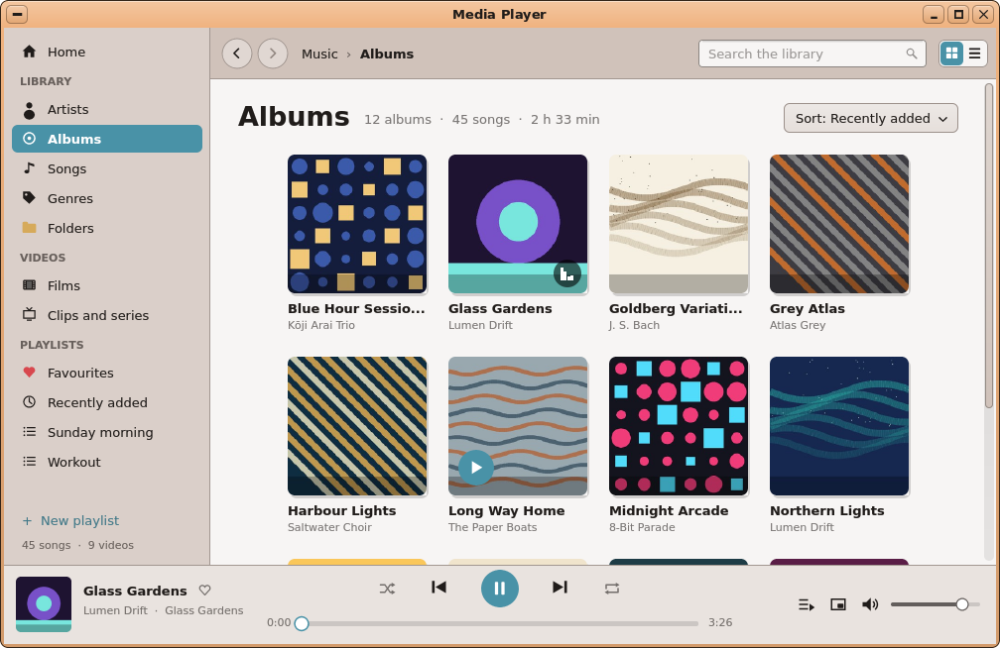 Media Player
Home
LIBRARY
Artists
Albums
Songs
Genres
Folders
VIDEOS
Films
Clips and series
PLAYLISTS
Favourites
Recently added
Sunday morning
Workout
+ New playlist
45 songs · 9 videos
Music › Albums
Search the library
Albums 12 albums · 45 songs · 2 h 33 min
Sort: Recently added
Blue Hour Sessio...
Kōji Arai Trio
Glass Gardens
Lumen Drift
Goldberg Variati...
J. S. Bach
Grey Atlas
Atlas Grey
Harbour Lights
Saltwater Choir
Long Way Home
The Paper Boats
Midnight Arcade
8-Bit Parade
Northern Lights
Lumen Drift
Glass Gardens
Lumen Drift · Glass Gardens
0:00
3:26